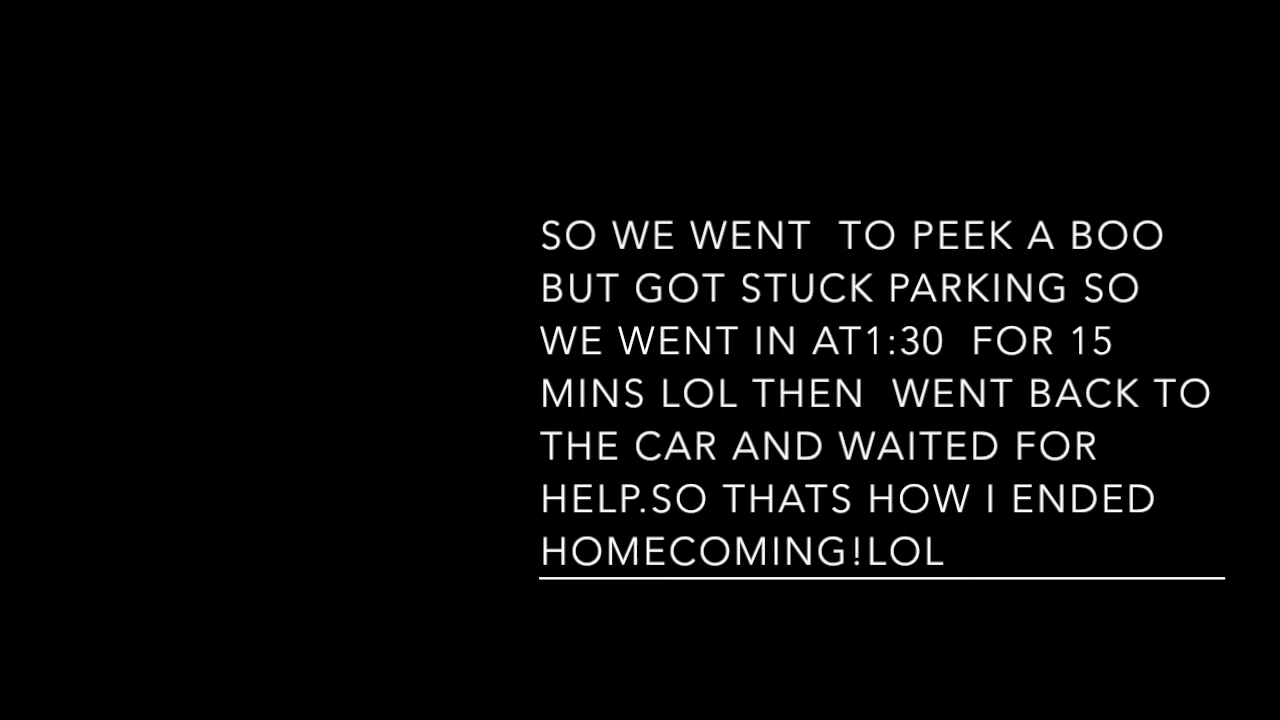 SO WE WENT  TO PEEK A BOO
BUT GOT STUCK PARKING SO
WE WENT IN AT1:30  FOR 15
MINS LOL THEN  WENT BACK TO
THE CAR AND WAITED FOR
HELP.SO THATS HOW I ENDED
HOMECOMING!LOL